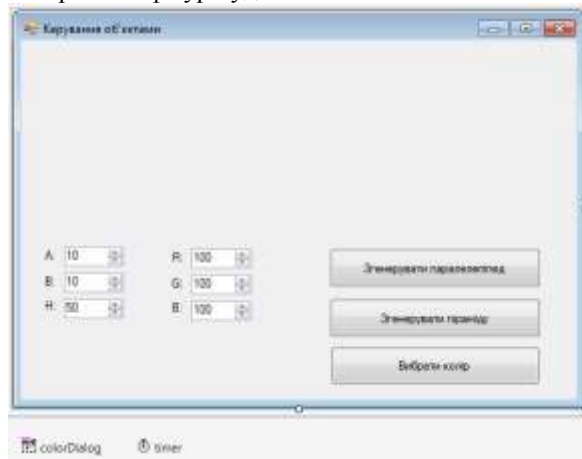 Керування об'єктами
A: 10
R: 100
B: 10
G: 100
H: 50
B: 100
Згенерувати паралелепіпед
Згенерувати піраміду
Вибрати колір
colorDialog
timer